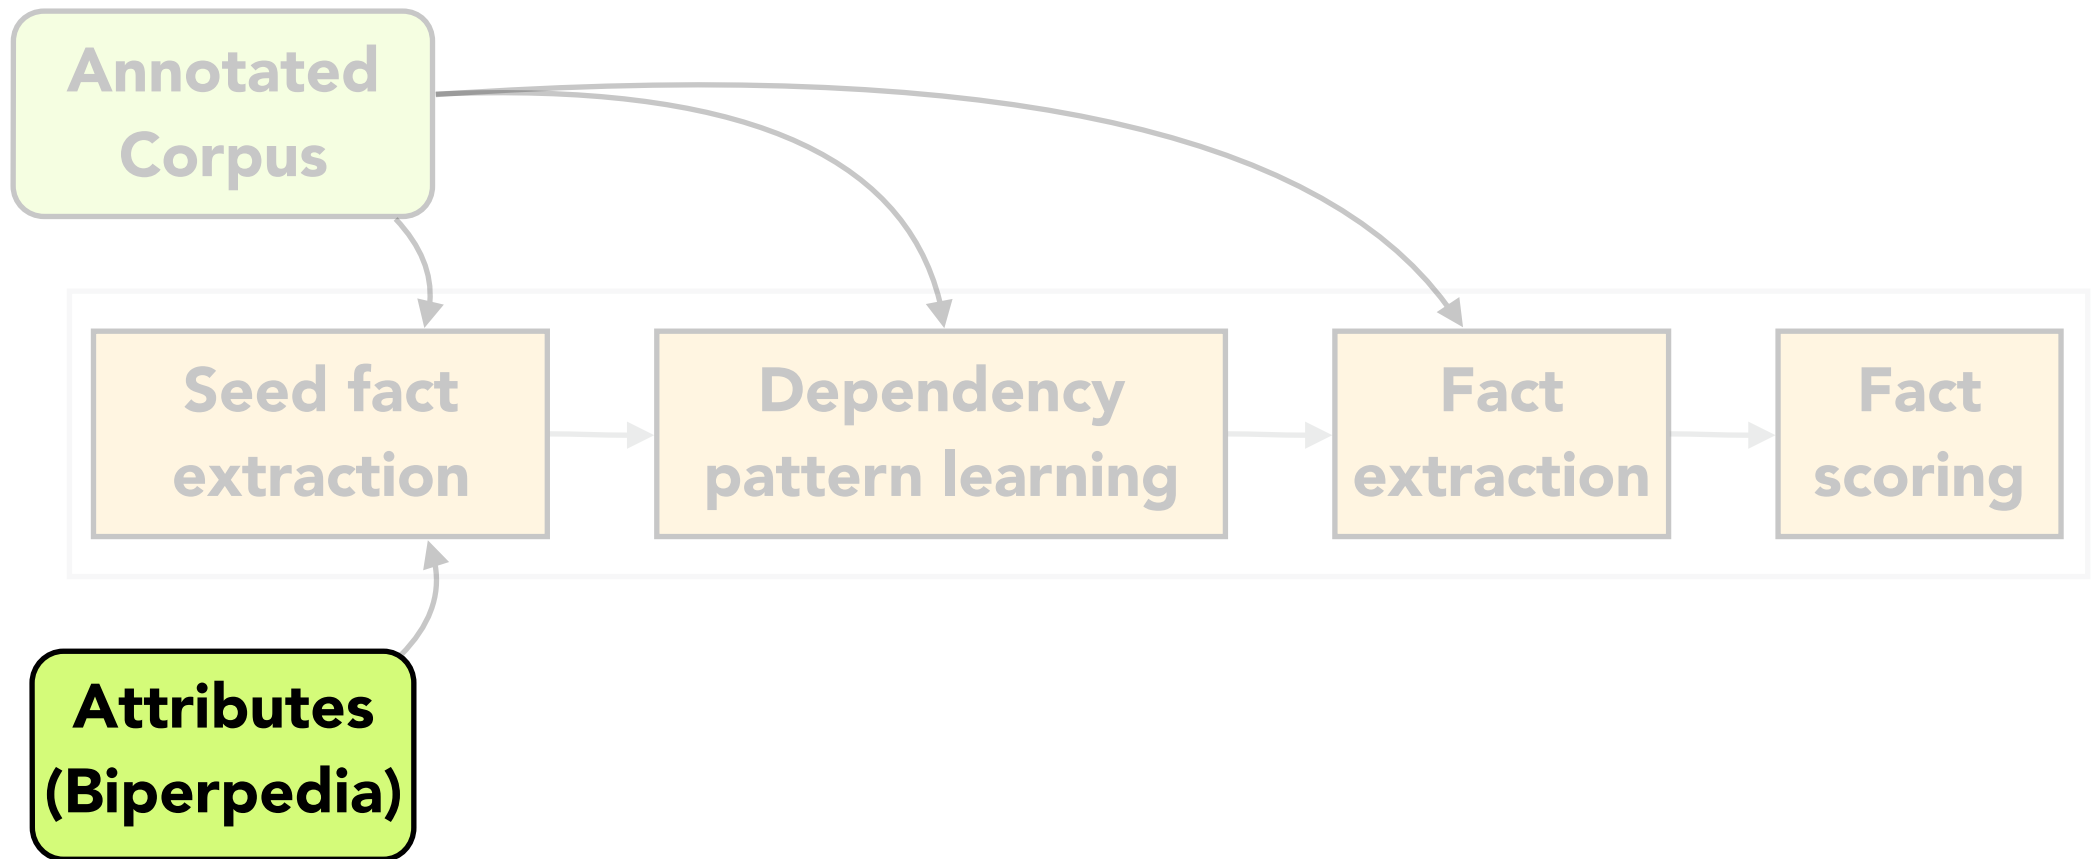 Annotated
Corpus
Seed fact
extraction
Dependency
pattern learning
Fact
extraction
Fact
scoring
Attributes
(Biperpedia)